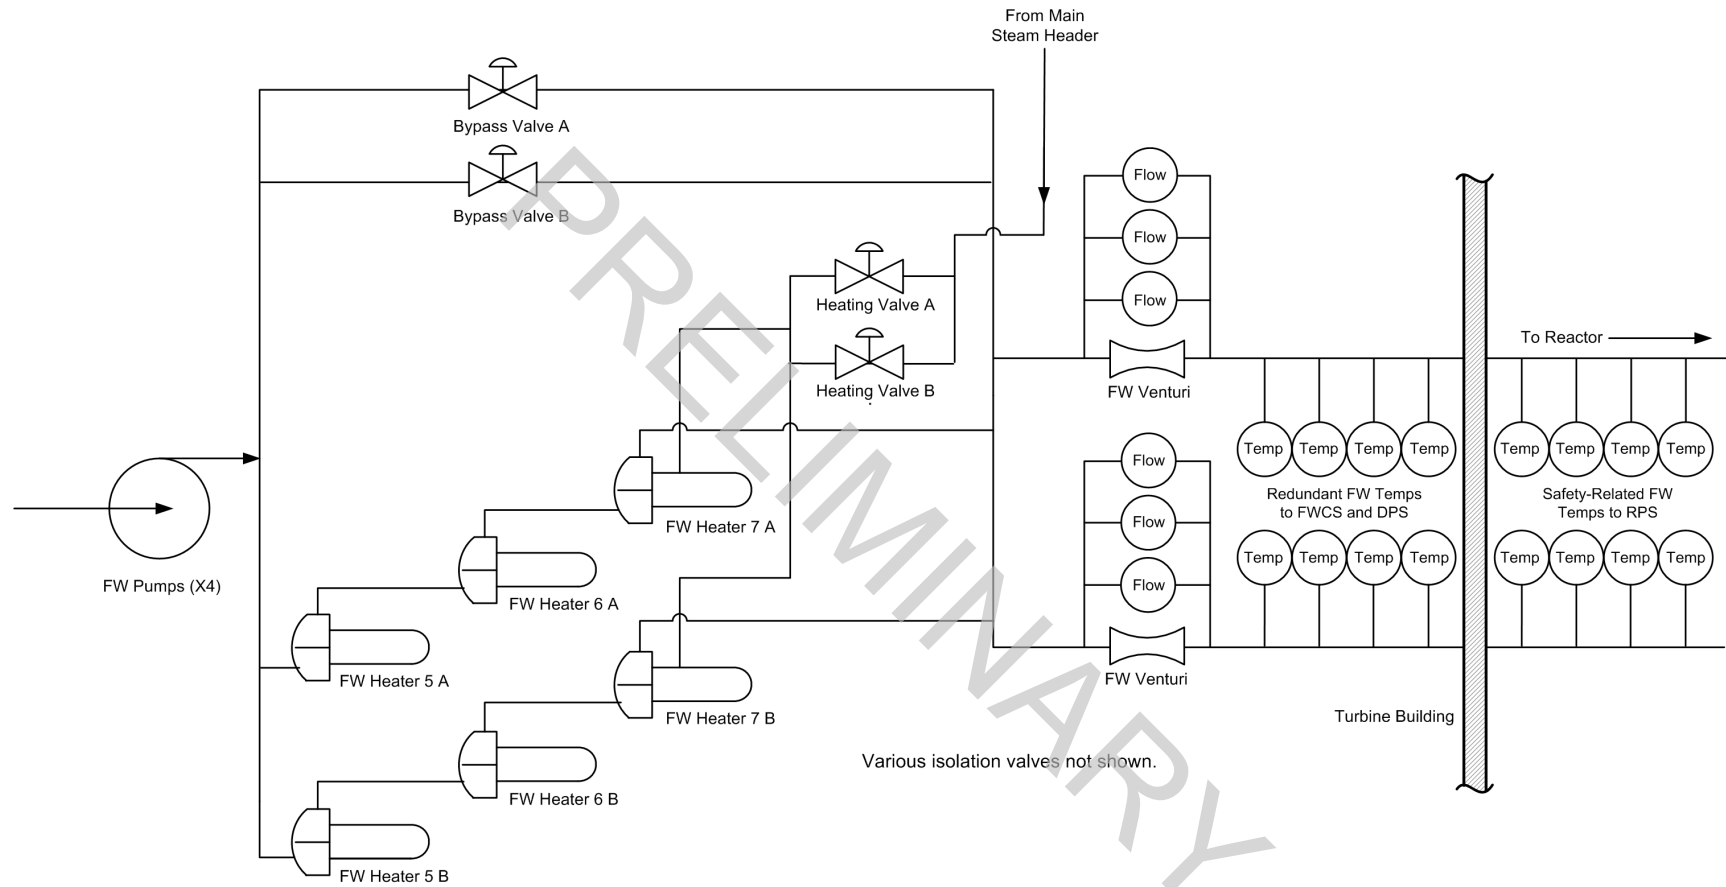 From Main
Steam Header
Bypass Valve A
Bypass Valve B
Heating Valve A
Heating Valve B
Flow
Flow
Flow
FW Venturi
To Reactor
Temp
Temp
Temp
Temp
Temp
Temp
Temp
Temp
Redundant FW Temps
to FWCS and DPS
Safety-Related FW
Temps to RPS
Temp
Temp
Temp
Temp
Temp
Temp
Temp
Temp
Flow
Flow
Flow
FW Venturi
FW Pumps (X4)
FW Heater 7 A
FW Heater 6 A
FW Heater 5 A
FW Heater 7 B
FW Heater 6 B
FW Heater 5 B
Turbine Building
Various isolation valves not shown.
PRELIMINARY